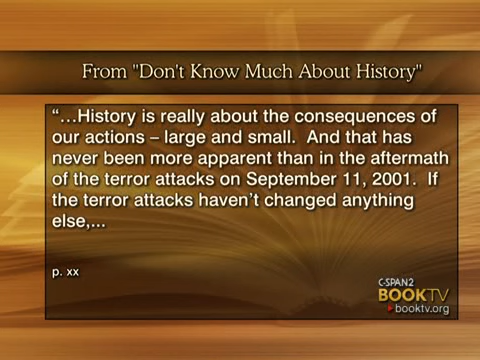 From "Don't Know Much About History"
“…History is really about the consequences of
our actions – large and small.  And that has
never been more apparent than in the aftermath
of the terror attacks on September 11, 2001.  If
the terror attacks haven’t changed anything
else,...
p. xx
C-SPAN2
BOOKTV
booktv.org